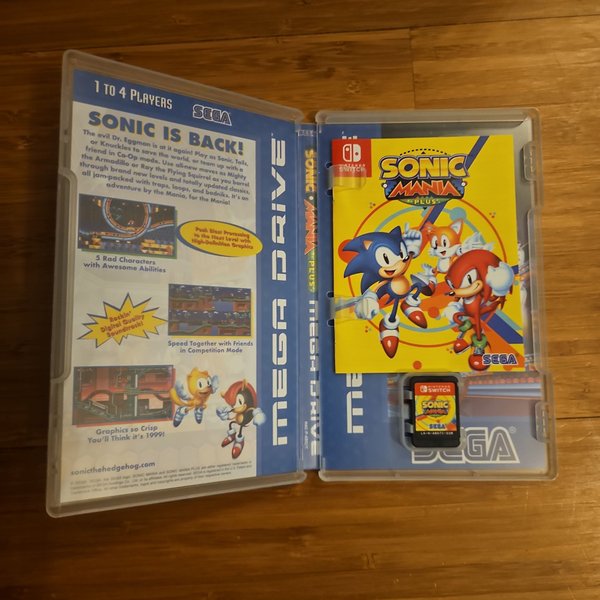 1 TO 4 PLAYERS
SEGA
SONIC IS BACK!
The evil Dr. Eggman is at it again! Play as Sonic, Tails,
or Knuckles to save the world, or team up with a
friend in Co-Op mode. Use all-new moves as Mighty
the Armadillo or Ray the Flying Squirrel as you barrel
through brand new levels and totally updated classics,
all jam-packed with traps, loops, and badniks. It's an
adventure by the Mania, for the Mania!
Push Blast Processing
to the Next Level with
High-Definition Graphics
5 Rad Characters
with Awesome Abilities
Rockin'
Digital Quality
Soundtrack!
Speed Together with Friends
in Competition Mode
Graphics so Crisp
You'll Think it's 1999!
sonicthehedgehog.com
SONIC MANIA PLUS
MEGA DRIVE
MEGA DRIVE
NINTENDO
SWITCH
SONIC
MANIA
PLUS
SEGA
NINTENDO
SWITCH
SONIC
MANIA
SEGA
SEGA